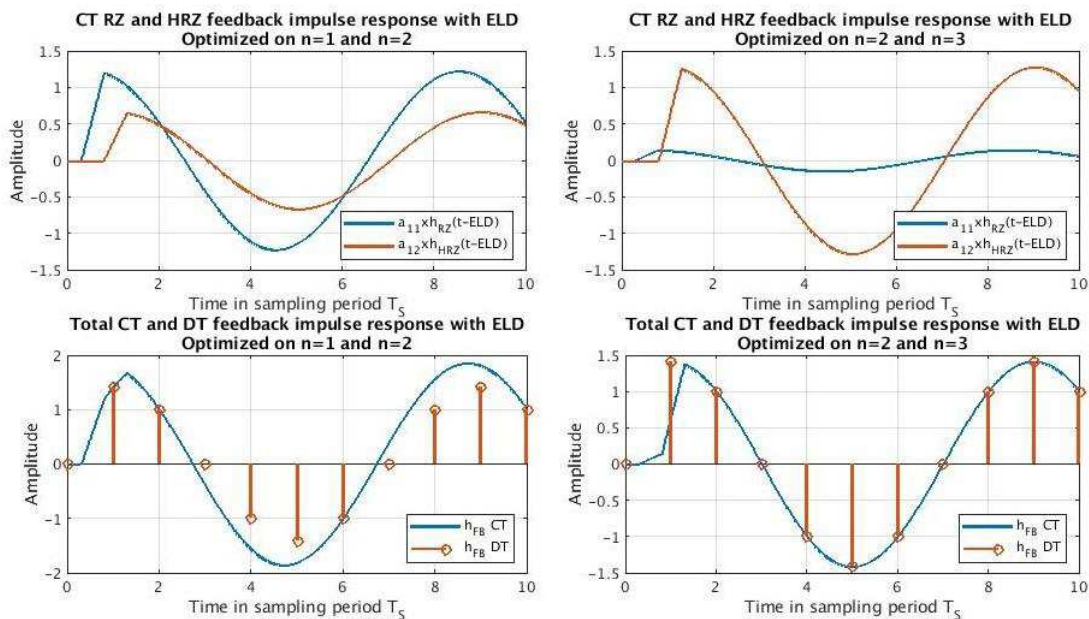 CT RZ and HRZ feedback impulse response with ELD
Optimized on n=1 and n=2
1.5
1
0.5
0
-0.5
-1
-1.5
Amplitude
a11xhRZ(t-ELD)
a12xhHRZ(t-ELD)
0 2 4 6 8 10
Time in sampling period TS
CT RZ and HRZ feedback impulse response with ELD
Optimized on n=2 and n=3
1.5
1
0.5
0
-0.5
-1
-1.5
Amplitude
a11xhRZ(t-ELD)
a12xhHRZ(t-ELD)
0 2 4 6 8 10
Time in sampling period TS
Total CT and DT feedback impulse response with ELD
Optimized on n=1 and n=2
2
1
0
-1
-2
Amplitude
hFB CT
hFB DT
0 2 4 6 8 10
Time in sampling period TS
Total CT and DT feedback impulse response with ELD
Optimized on n=2 and n=3
1.5
1
0.5
0
-0.5
-1
-1.5
Amplitude
hFB CT
hFB DT
0 2 4 6 8 10
Time in sampling period TS